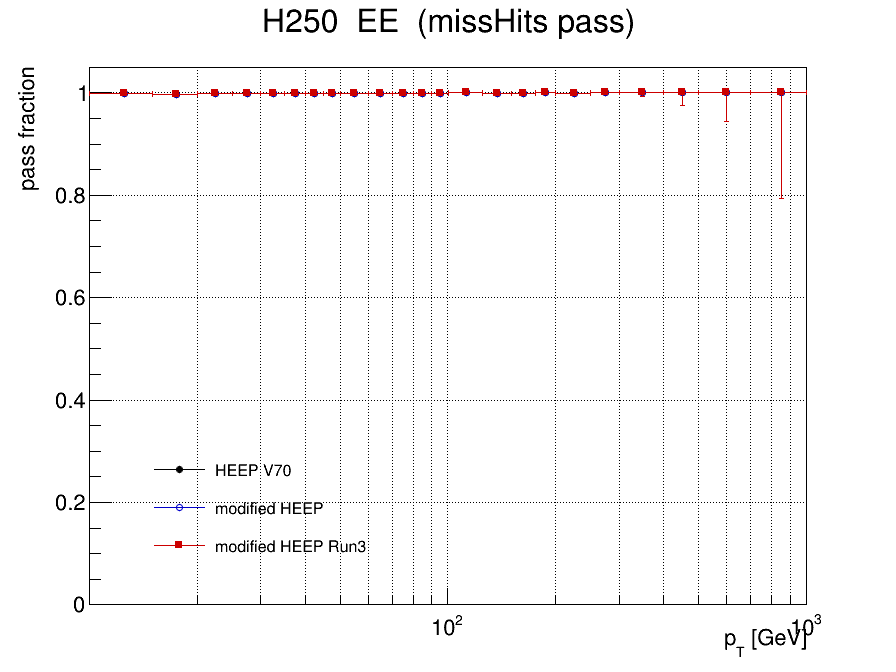 H250 EE (missHits pass)
pass fraction
1
0.8
0.6
0.4
0.2
0
HEEP V70
modified HEEP
modified HEEP Run3
10²
10³
p_T [GeV]